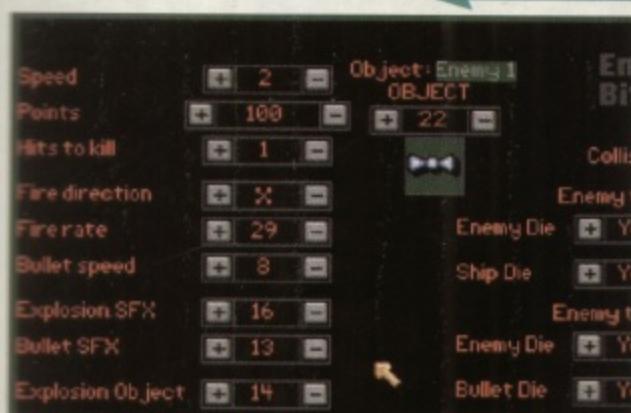 Speed + 2 -
Points + 100 -
Hits to kill + 1 -
Fire direction + X -
Fire rate + 29 -
Bullet speed + 8 -
Explosion SFX + 16 -
Bullet SFX + 13 -
Explosion Object + 14 -
Object: Enemy 1
OBJECT
+ 22 -
Enemy
Enemy Die +
Ship Die +
Enemy
Enemy Die +
Bullet Die +